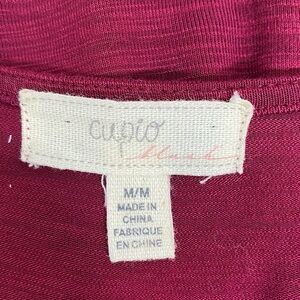 cupio
blush
M/M
MADE IN
CHINA
FABRIQUE
EN CHINE